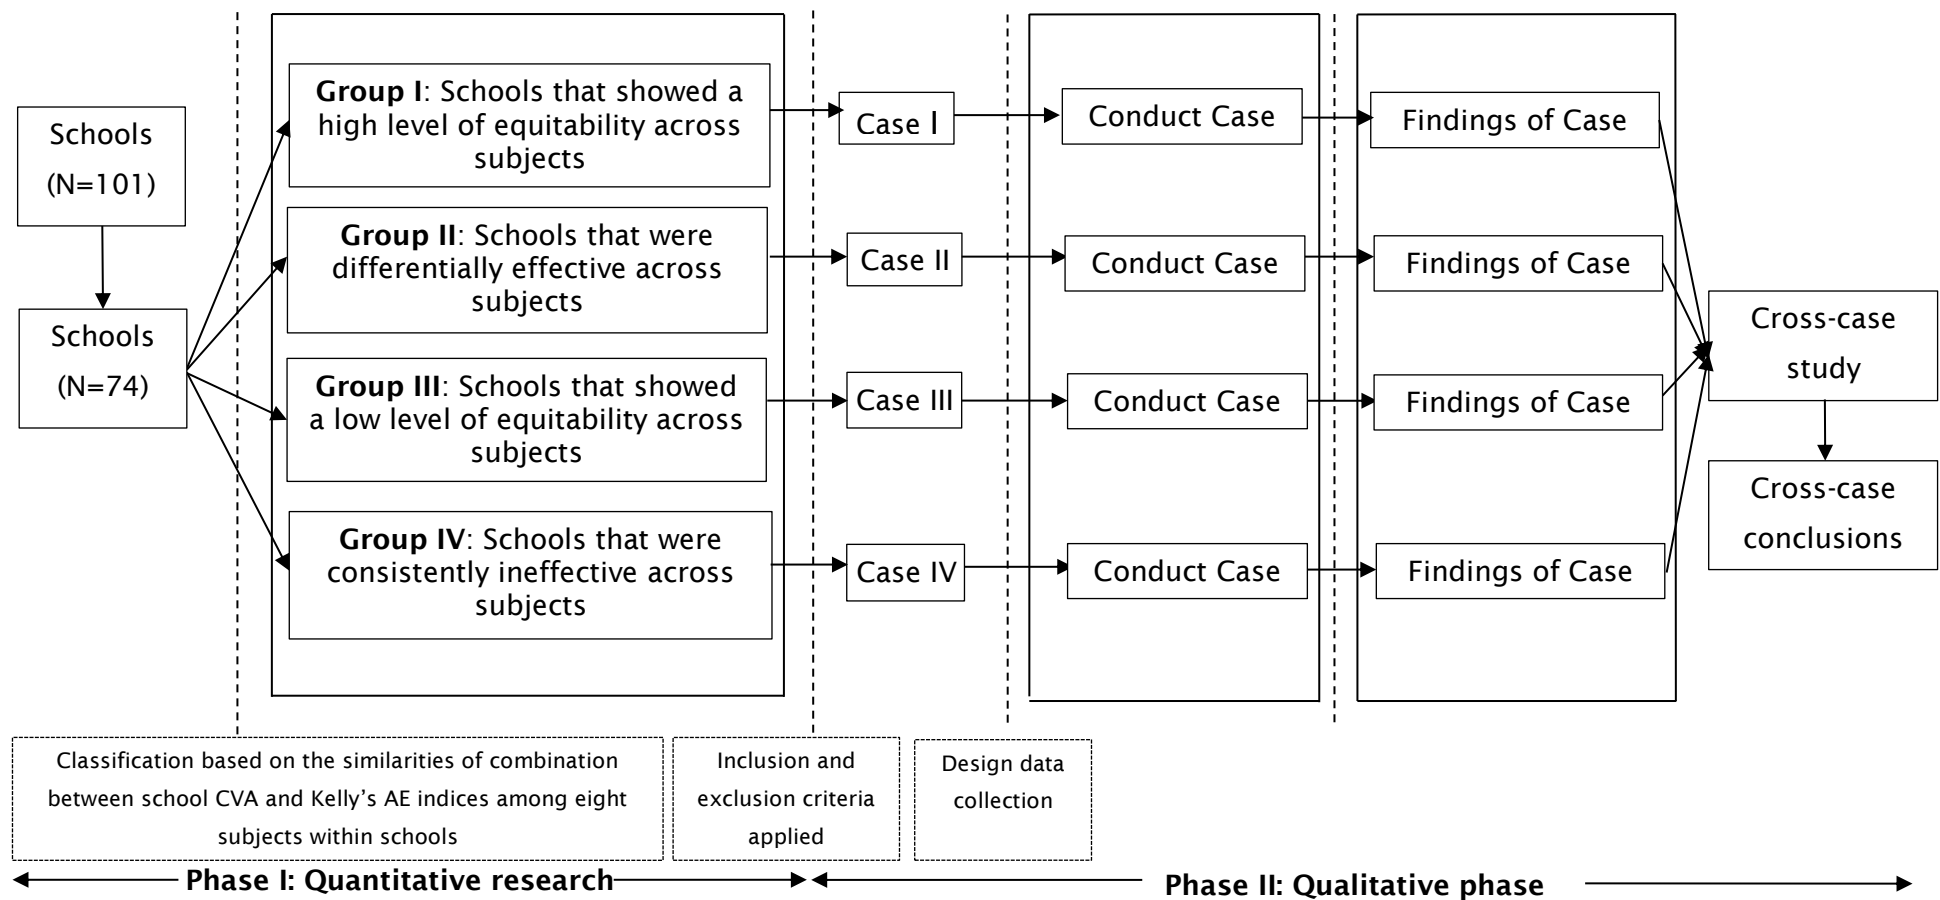 Schools
(N=101)
Schools
(N=74)
Group I: Schools that showed a
high level of equitability across
subjects
Group II: Schools that were
differentially effective across
subjects
Group III: Schools that showed
a low level of equitability across
subjects
Group IV: Schools that were
consistently ineffective across
subjects
Case I
Case II
Case III
Case IV
Conduct Case
Conduct Case
Conduct Case
Conduct Case
Findings of Case
Findings of Case
Findings of Case
Findings of Case
Cross-case
study
Cross-case
conclusions
Classification based on the similarities of combination
between school CVA and Kelly’s AE indices among eight
subjects within schools
Inclusion and
exclusion criteria
applied
Design data
collection
Phase I: Quantitative research
Phase II: Qualitative phase